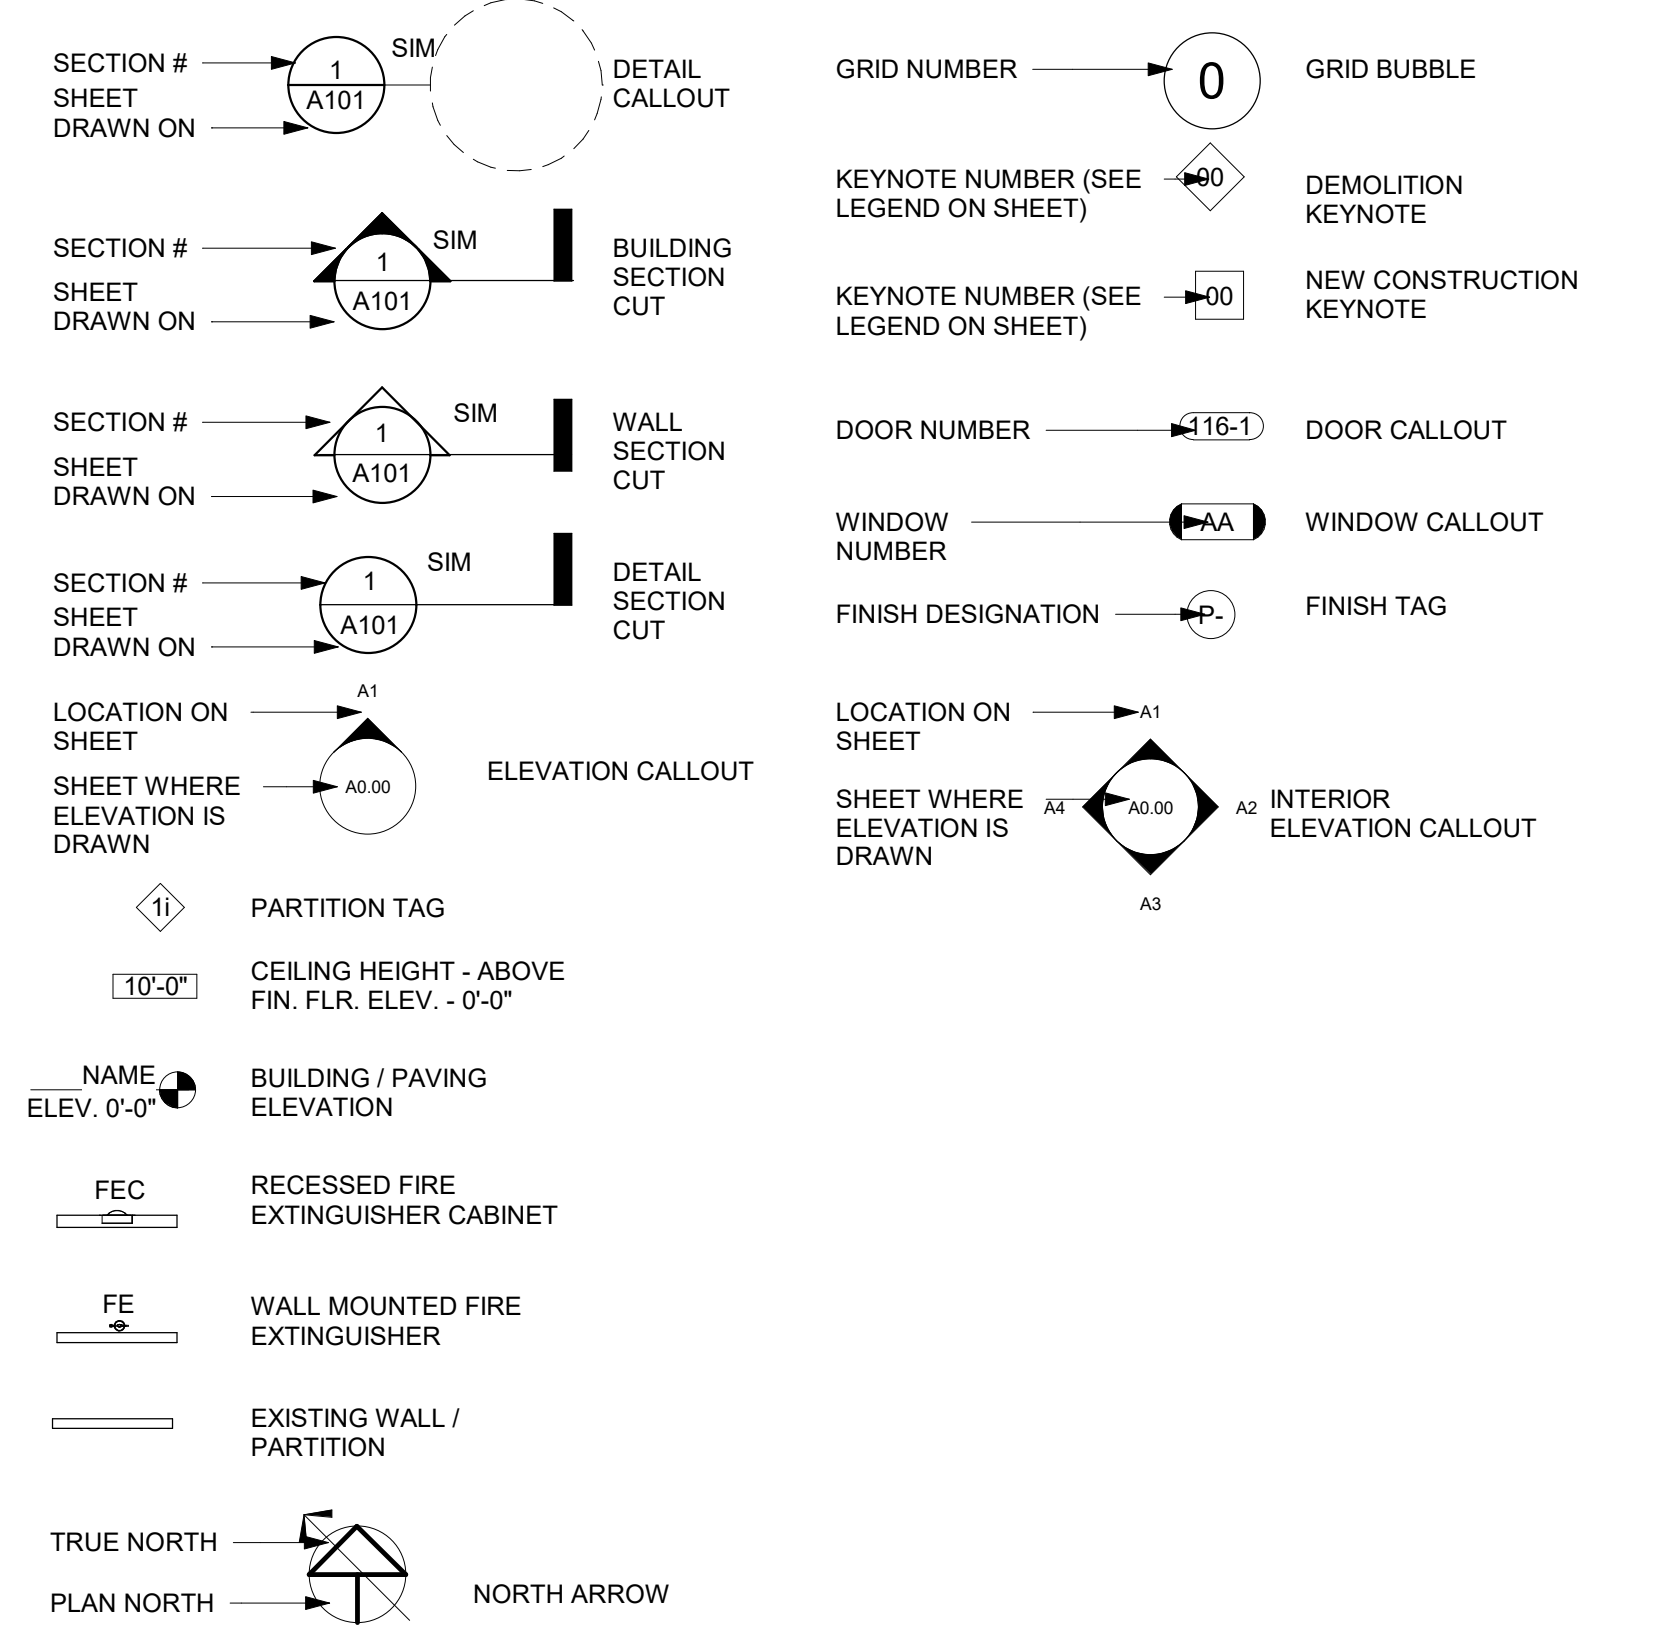 SECTION #
SHEET
DRAWN ON
1
A101
SIM
DETAIL
CALLOUT
SECTION #
SHEET
DRAWN ON
1
A101
SIM
BUILDING
SECTION
CUT
SECTION #
SHEET
DRAWN ON
1
A101
SIM
WALL
SECTION
CUT
SECTION #
SHEET
DRAWN ON
1
A101
SIM
DETAIL
SECTION
CUT
LOCATION ON
SHEET
A1
SHEET WHERE
ELEVATION IS
DRAWN
A0.00
ELEVATION CALLOUT
1i
PARTITION TAG
10'-0"
CEILING HEIGHT - ABOVE
FIN. FLR. ELEV. - 0'-0"
NAME
ELEV. 0'-0"
BUILDING / PAVING
ELEVATION
FEC
RECESSED FIRE
EXTINGUISHER CABINET
FE
WALL MOUNTED FIRE
EXTINGUISHER
EXISTING WALL /
PARTITION
TRUE NORTH
PLAN NORTH
NORTH ARROW
GRID NUMBER
0
GRID BUBBLE
KEYNOTE NUMBER (SEE
LEGEND ON SHEET)
00
DEMOLITION
KEYNOTE
KEYNOTE NUMBER (SEE
LEGEND ON SHEET)
00
NEW CONSTRUCTION
KEYNOTE
DOOR NUMBER
116-1
DOOR CALLOUT
WINDOW
NUMBER
AA
WINDOW CALLOUT
FINISH DESIGNATION
P-
FINISH TAG
LOCATION ON
SHEET
A1
SHEET WHERE
ELEVATION IS
DRAWN
A4
A0.00
A2
A3
INTERIOR
ELEVATION CALLOUT